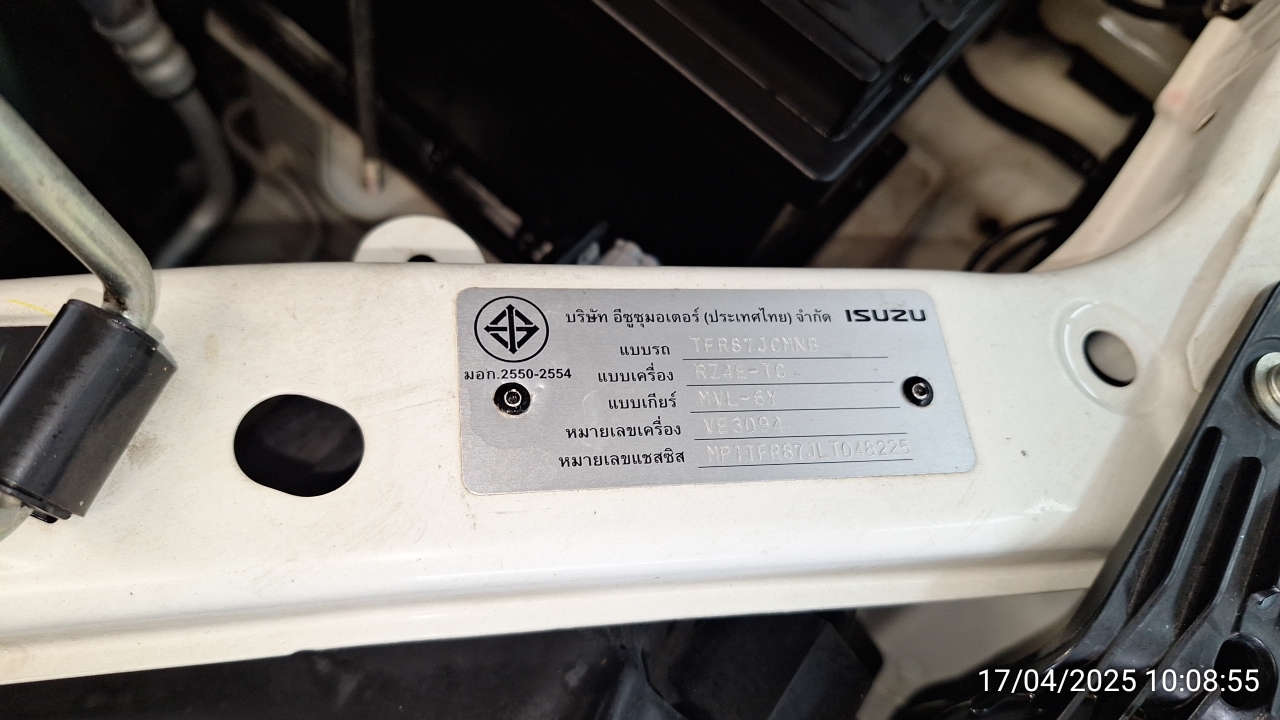 บริษัท อีซูซุมอเตอร์ (ประเทศไทย) จำกัด ISUZU
แบบรถ TFR87JCMNB
มอก.2550-2554
แบบเครื่อง RZ4E-TC
แบบเกียร์ MVL-6Y
หมายเลขเครื่อง VE3094
หมายเลขแชสซิส MP1TFR87JLT048225
17/04/2025 10:08:55